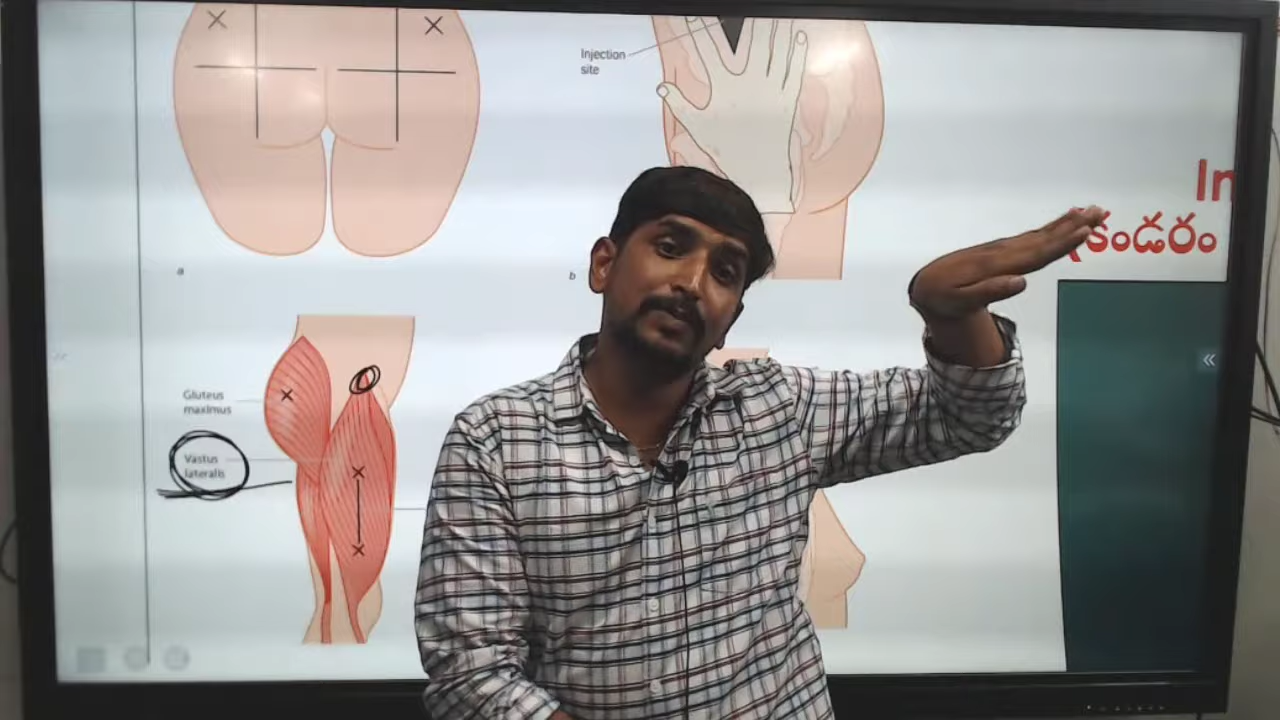 Injection
site
In
కండరం
a
b
Gluteus
maximus
Vastus
lateralis